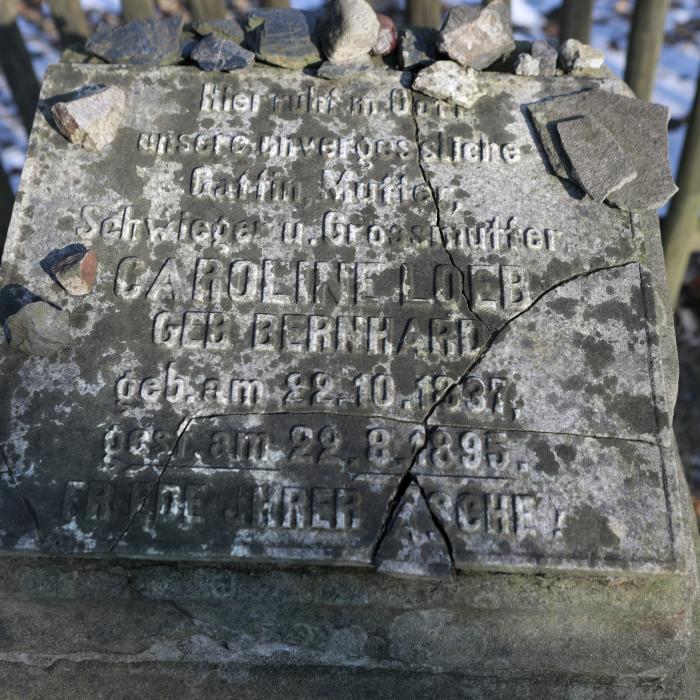 Hier ruht in Gott
unsere unvergessliche
Gattin, Mutter,
Schwieger u. Grossmutter
CAROLINE LOEB
GEB BERNHARD
geb. am 22.10.1837,
gest. am 22.8.1895.
FRIEDE IHRER ASCHE!